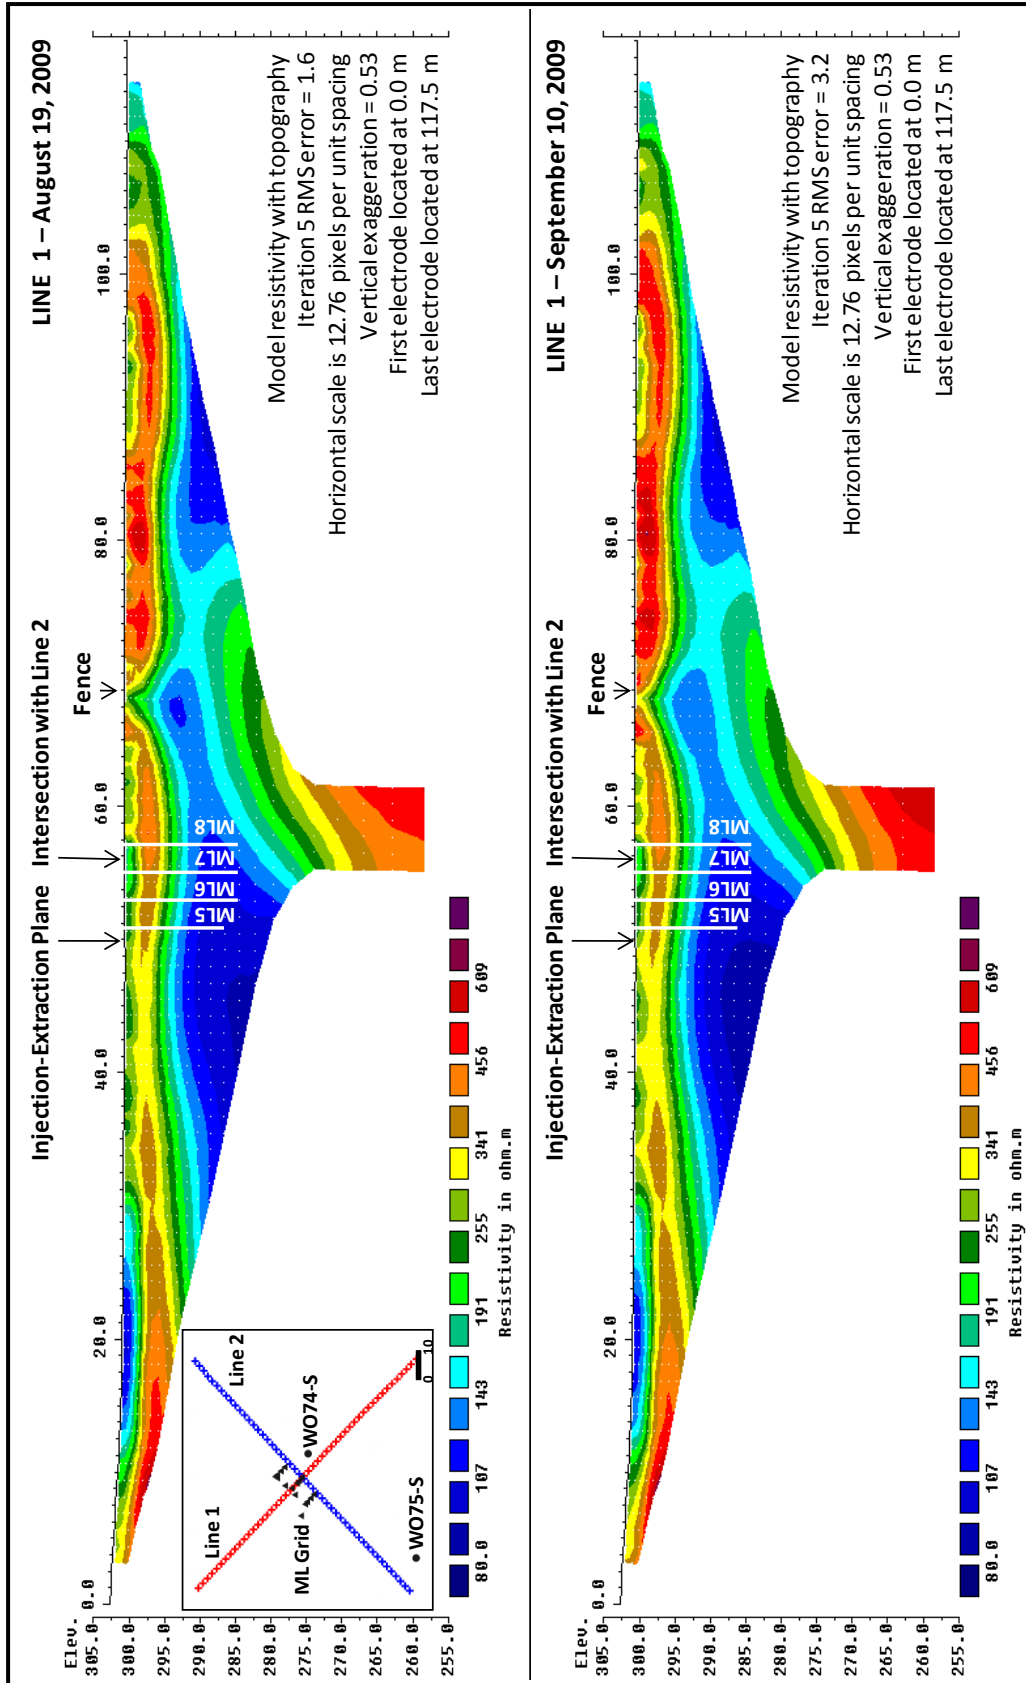 LINE 1 – August 19, 2009
Injection-Extraction Plane
Intersection with Line 2
Fence
Elev.
0.0
20.0
40.0
60.0
80.0
100.0
305.0
300.0
295.0
290.0
285.0
280.0
275.0
270.0
265.0
260.0
255.0
ML5
ML6
ML7
ML8
Model resistivity with topography
Iteration 5 RMS error = 1.6
Horizontal scale is 12.76 pixels per unit spacing
Vertical exaggeration = 0.53
First electrode located at 0.0 m
Last electrode located at 117.5 m
Line 1
Line 2
ML Grid
WO74-S
WO75-S
0 10
80.0 107 143 191 255 341 456 609
Resistivity in ohm.m
LINE 1 – September 10, 2009
Injection-Extraction Plane
Intersection with Line 2
Fence
Elev.
0.0
20.0
40.0
60.0
80.0
100.0
305.0
300.0
295.0
290.0
285.0
280.0
275.0
270.0
265.0
260.0
255.0
ML5
ML6
ML7
ML8
Model resistivity with topography
Iteration 5 RMS error = 3.2
Horizontal scale is 12.76 pixels per unit spacing
Vertical exaggeration = 0.53
First electrode located at 0.0 m
Last electrode located at 117.5 m
80.0 107 143 191 255 341 456 609
Resistivity in ohm.m